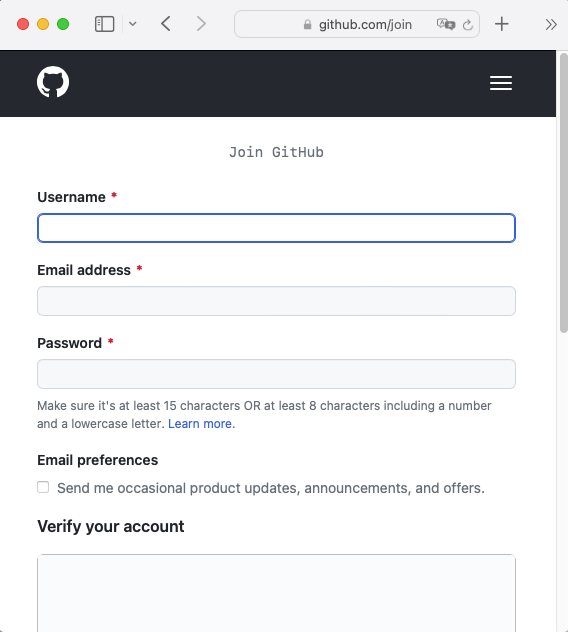 github.com/join
Join GitHub
Username *
Email address *
Password *
Make sure it's at least 15 characters OR at least 8 characters including a number
and a lowercase letter. Learn more.
Email preferences
Send me occasional product updates, announcements, and offers.
Verify your account